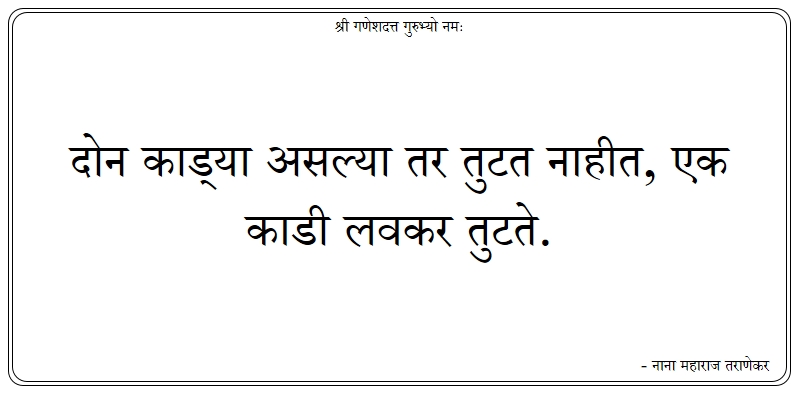 श्री गणेशदत्त गुरुभ्यो नमः
दोन काड्या असल्या तर तुटत नाहीत, एक
काडी लवकर तुटते.
- नाना महाराज तराणेकर